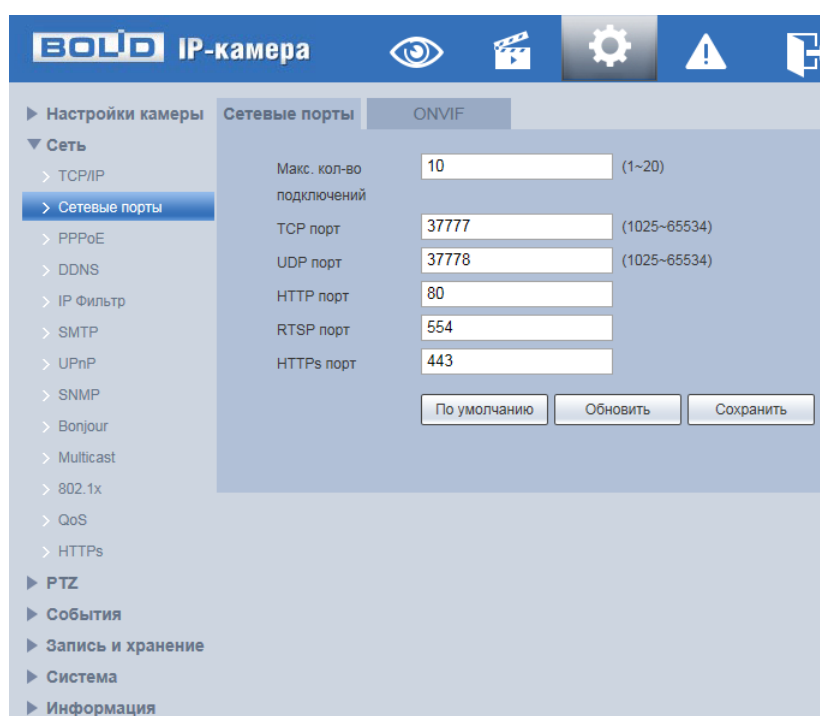 BOLID IP-камера
Настройки камеры
Сеть
TCP/IP
Сетевые порты
PPPoE
DDNS
IP Фильтр
SMTP
UPnP
SNMP
Bonjour
Multicast
802.1x
QoS
HTTPs
PTZ
События
Запись и хранение
Система
Информация
Сетевые порты ONVIF
Макс. кол-во 10 (1~20)
подключений
TCP порт 37777 (1025~65534)
UDP порт 37778 (1025~65534)
HTTP порт 80
RTSP порт 554
HTTPs порт 443
По умолчанию Обновить Сохранить